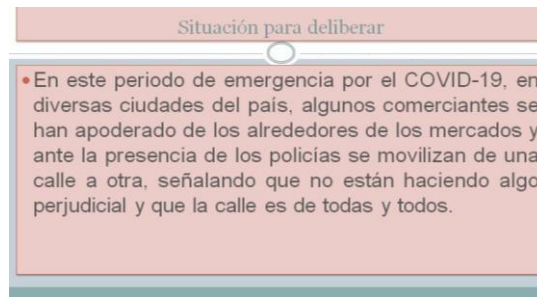 Situación para deliberar
• En este periodo de emergencia por el COVID-19, en
diversas ciudades del país, algunos comerciantes se
han apoderado de los alrededores de los mercados y
ante la presencia de los policías se movilizan de una
calle a otra, señalando que no están haciendo algo
perjudicial y que la calle es de todas y todos.